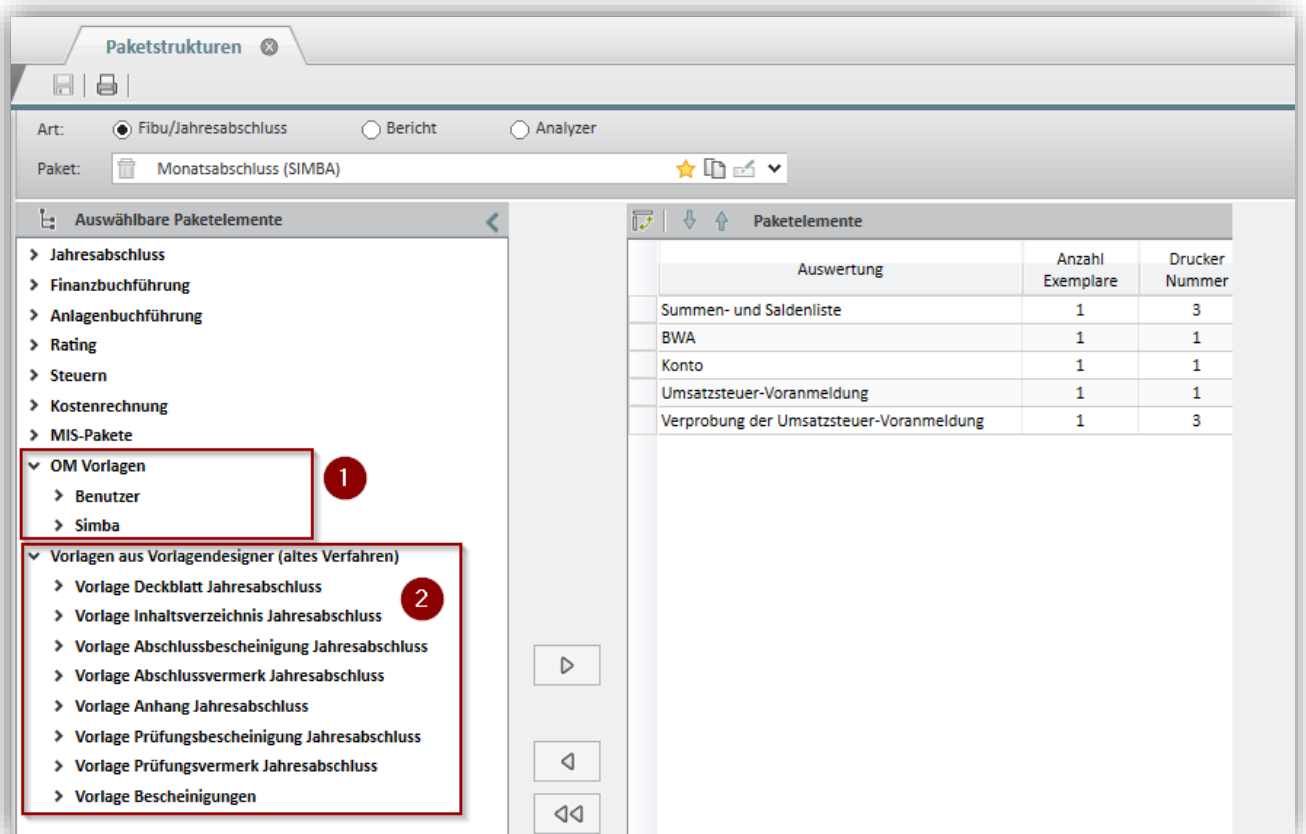 Paketstrukturen
Art: Fibu/Jahresabschluss Bericht Analyzer
Paket: Monatsabschluss (SIMBA)
Auswählbare Paketelemente
Jahresabschluss
Finanzbuchführung
Anlagenbuchführung
Rating
Steuern
Kostenrechnung
MIS-Pakete
OM Vorlagen
Benutzer
Simba
1
Vorlagen aus Vorlagendesigner (altes Verfahren)
Vorlage Deckblatt Jahresabschluss
Vorlage Inhaltsverzeichnis Jahresabschluss
Vorlage Abschlussbescheinigung Jahresabschluss
Vorlage Abschlussvermerk Jahresabschluss
Vorlage Anhang Jahresabschluss
Vorlage Prüfungsbescheinigung Jahresabschluss
Vorlage Prüfungsvermerk Jahresabschluss
Vorlage Bescheinigungen
2
Paketelemente
Auswertung Anzahl Exemplare Drucker Nummer
Summen- und Saldenliste 1 3
BWA 1 1
Konto 1 1
Umsatzsteuer-Voranmeldung 1 1
Verprobung der Umsatzsteuer-Voranmeldung 1 3